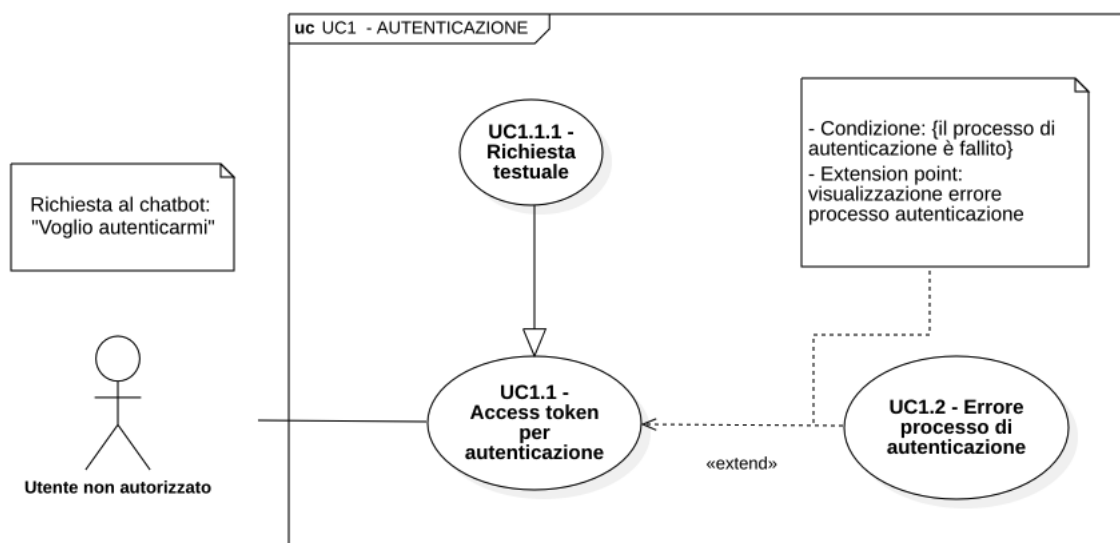 uc UC1 - AUTENTICAZIONE
UC1.1.1 -
Richiesta
testuale
- Condizione: {il processo di
autenticazione è fallito}
- Extension point:
visualizzazione errore
processo autenticazione
Richiesta al chatbot:
"Voglio autenticarmi"
UC1.1 -
Access token
per
autenticazione
UC1.2 - Errore
processo di
autenticazione
«extend»
Utente non autorizzato